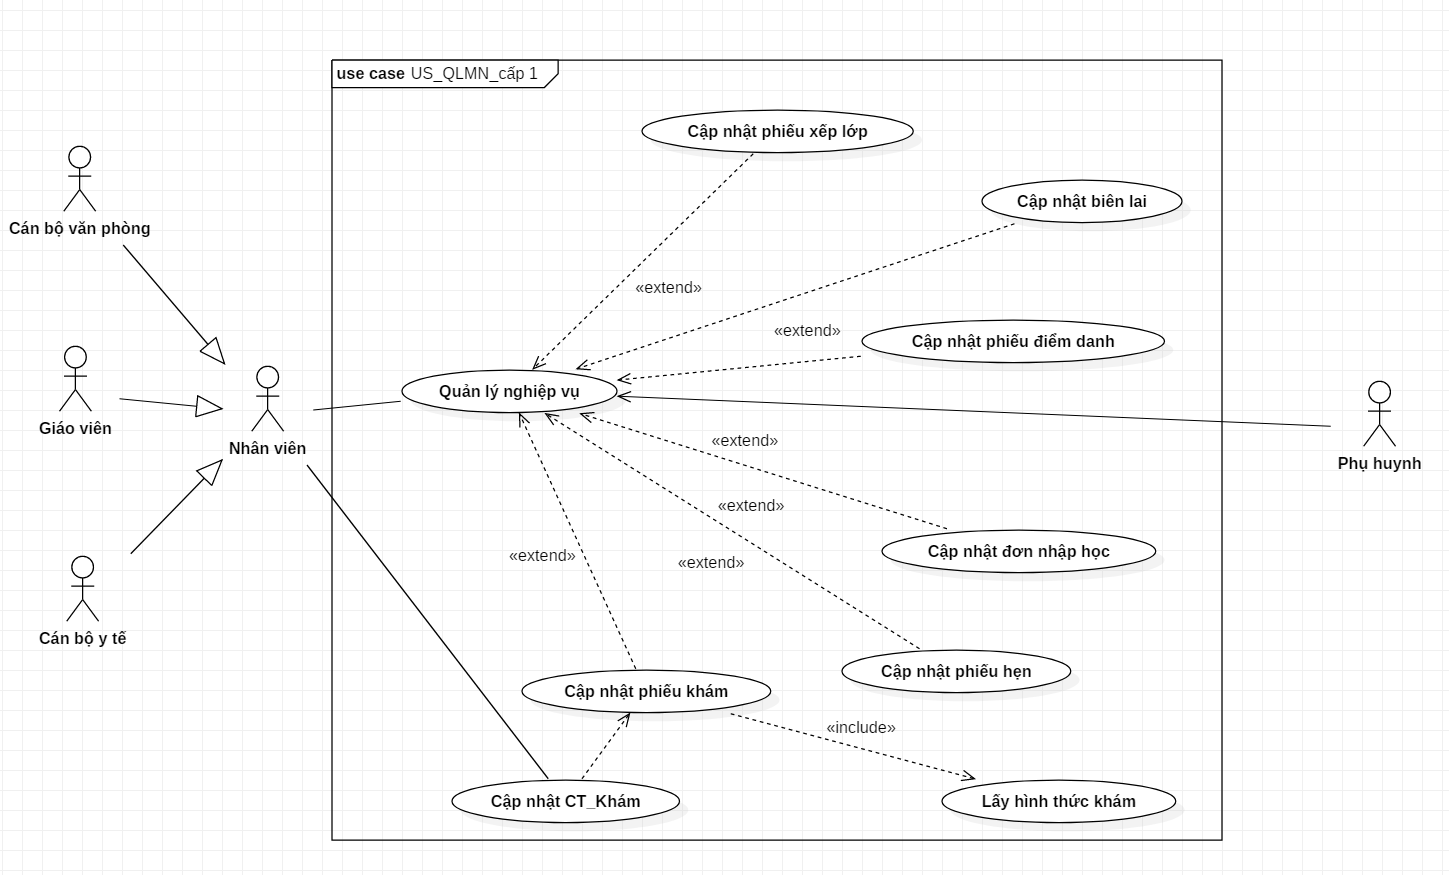 use case US_QLMN_cấp 1
Cập nhật phiếu xếp lớp
Cập nhật biên lai
Cán bộ văn phòng
«extend»
«extend»
Cập nhật phiếu điểm danh
Quản lý nghiệp vụ
Giáo viên
Nhân viên
«extend»
Phụ huynh
«extend»
Cập nhật đơn nhập học
«extend»
«extend»
Cán bộ y tế
Cập nhật phiếu hẹn
Cập nhật phiếu khám
«include»
Cập nhật CT_Khám
Lấy hình thức khám